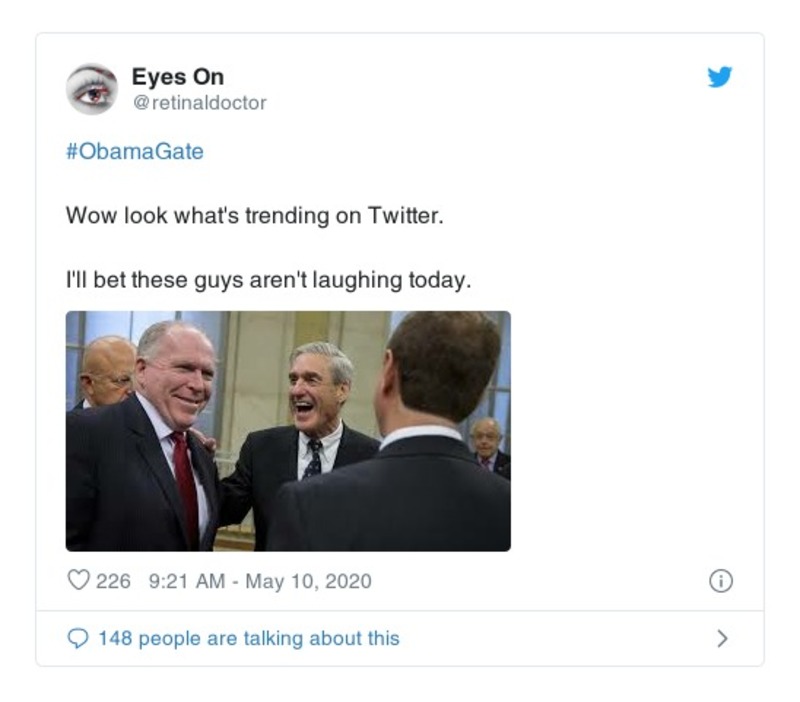 Eyes On
@retinaldoctor
#ObamaGate
Wow look what's trending on Twitter.
I'll bet these guys aren't laughing today.
226 9:21 AM - May 10, 2020
148 people are talking about this